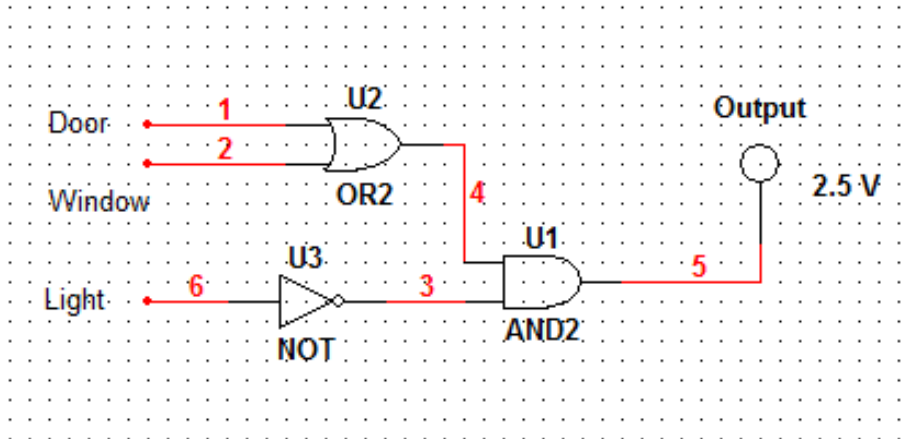 U2
1
Door
Output
2
2.5 V
OR2
4
Window
U1
U3
5
6
3
Light
AND2
NOT